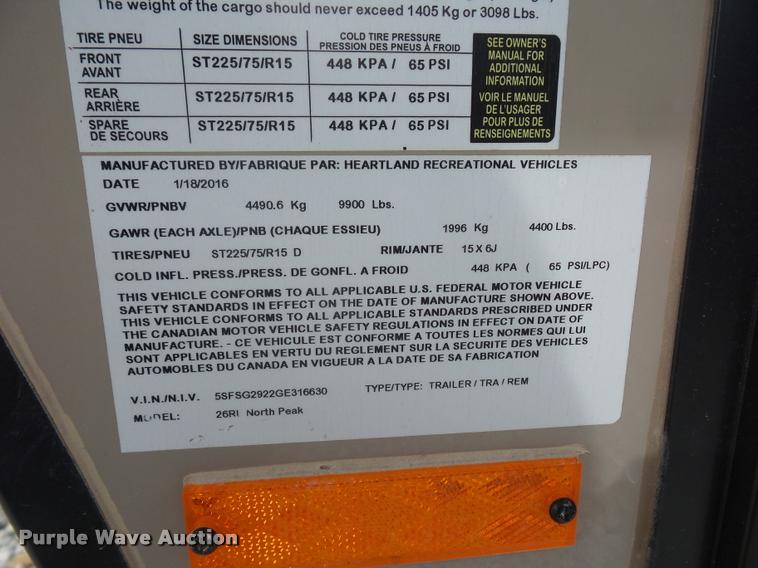 The weight of the cargo should never exceed 1405 Kg or 3098 Lbs.
TIRE PNEU SIZE DIMENSIONS COLD TIRE PRESSURE
PRESSION DES PNEUS À FROID
FRONT
AVANT ST225/75/R15 448 KPA / 65 PSI
REAR
ARRIÈRE ST225/75/R15 448 KPA / 65 PSI
SPARE
DE SECOURS ST225/75/R15 448 KPA / 65 PSI
SEE OWNER'S
MANUAL FOR
ADDITIONAL
INFORMATION
VOIR LE MANUEL
DE L'USAGER
POUR PLUS DE
RENSEIGNEMENTS
MANUFACTURED BY/FABRIQUE PAR: HEARTLAND RECREATIONAL VEHICLES
DATE 1/18/2016
GVWR/PNBV 4490.6 Kg 9900 Lbs.
GAWR (EACH AXLE)/PNB (CHAQUE ESSIEU) 1996 Kg 4400 Lbs.
TIRES/PNEU ST225/75/R15 D RIM/JANTE 15 X 6J
COLD INFL. PRESS./PRESS. DE GONFL. A FROID 448 KPA ( 65 PSI/LPC)
THIS VEHICLE CONFORMS TO ALL APPLICABLE U.S. FEDERAL MOTOR VEHICLE
SAFETY STANDARDS IN EFFECT ON THE DATE OF MANUFACTURE SHOWN ABOVE.
THIS VEHICLE CONFORMS TO ALL APPLICABLE STANDARDS PRESCRIBED UNDER
THE CANADIAN MOTOR VEHICLE SAFETY REGULATIONS IN EFFECT ON DATE OF
MANUFACTURE. - CE VEHICULE EST CONFORME A TOUTES LES NORMES QUI LUI
SONT APPLICABLES EN VERTU DU REGLEMENT SUR LA SECURITE DES VEHICLES
AUTOMOBILES DU CANADA EN VIGUEUR A LA DATE DE SA FABRICATION
V.I.N./N.I.V. 5SFSG2922GE316630 TYPE/TYPE: TRAILER / TRA / REM
MODEL: 26RL North Peak
Purple Wave Auction